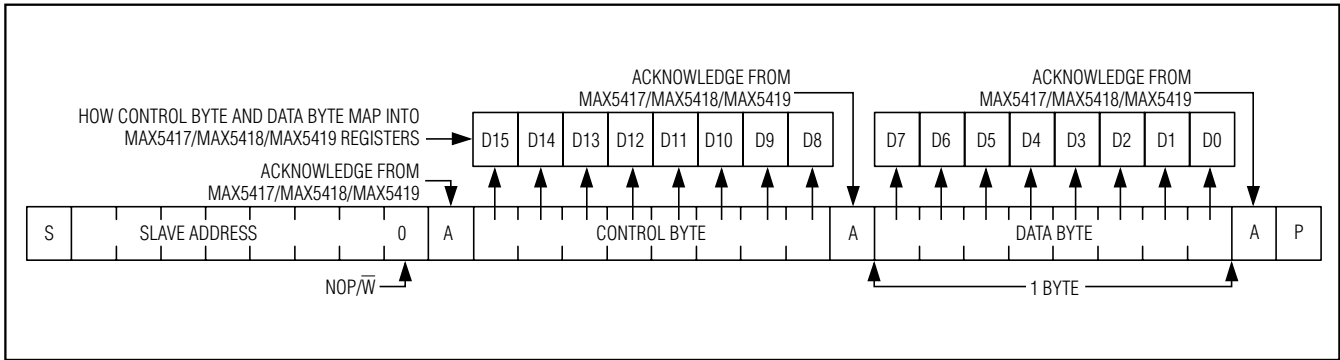 ACKNOWLEDGE FROM
MAX5417/MAX5418/MAX5419
ACKNOWLEDGE FROM
MAX5417/MAX5418/MAX5419
HOW CONTROL BYTE AND DATA BYTE MAP INTO
MAX5417/MAX5418/MAX5419 REGISTERS
D15 D14 D13 D12 D11 D10 D9 D8 D7 D6 D5 D4 D3 D2 D1 D0
ACKNOWLEDGE FROM
MAX5417/MAX5418/MAX5419
S SLAVE ADDRESS 0 A CONTROL BYTE A DATA BYTE A P
NOP/W̅ 1 BYTE